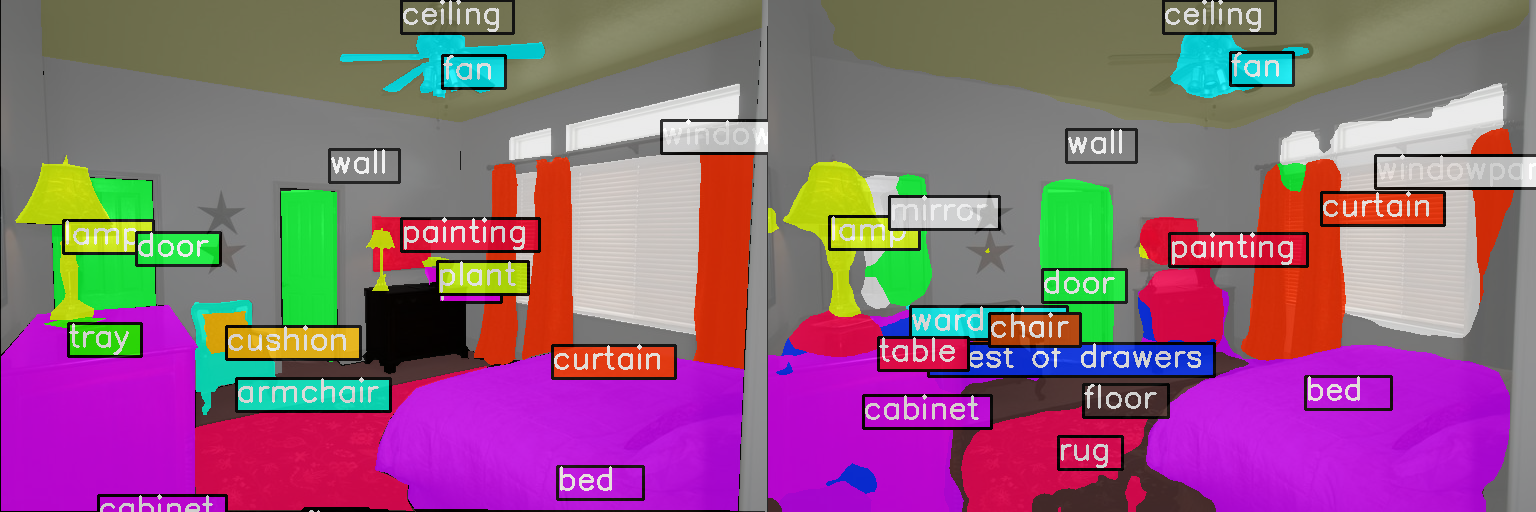 ceiling
fan
window
wall
lamp
door
painting
plant
tray
cushion
curtain
armchair
bed
cabinet
ceiling
fan
wall
windowpan
mirror
lamp
curtain
painting
door
ward
chair
table
est of drawers
cabinet
floor
bed
rug